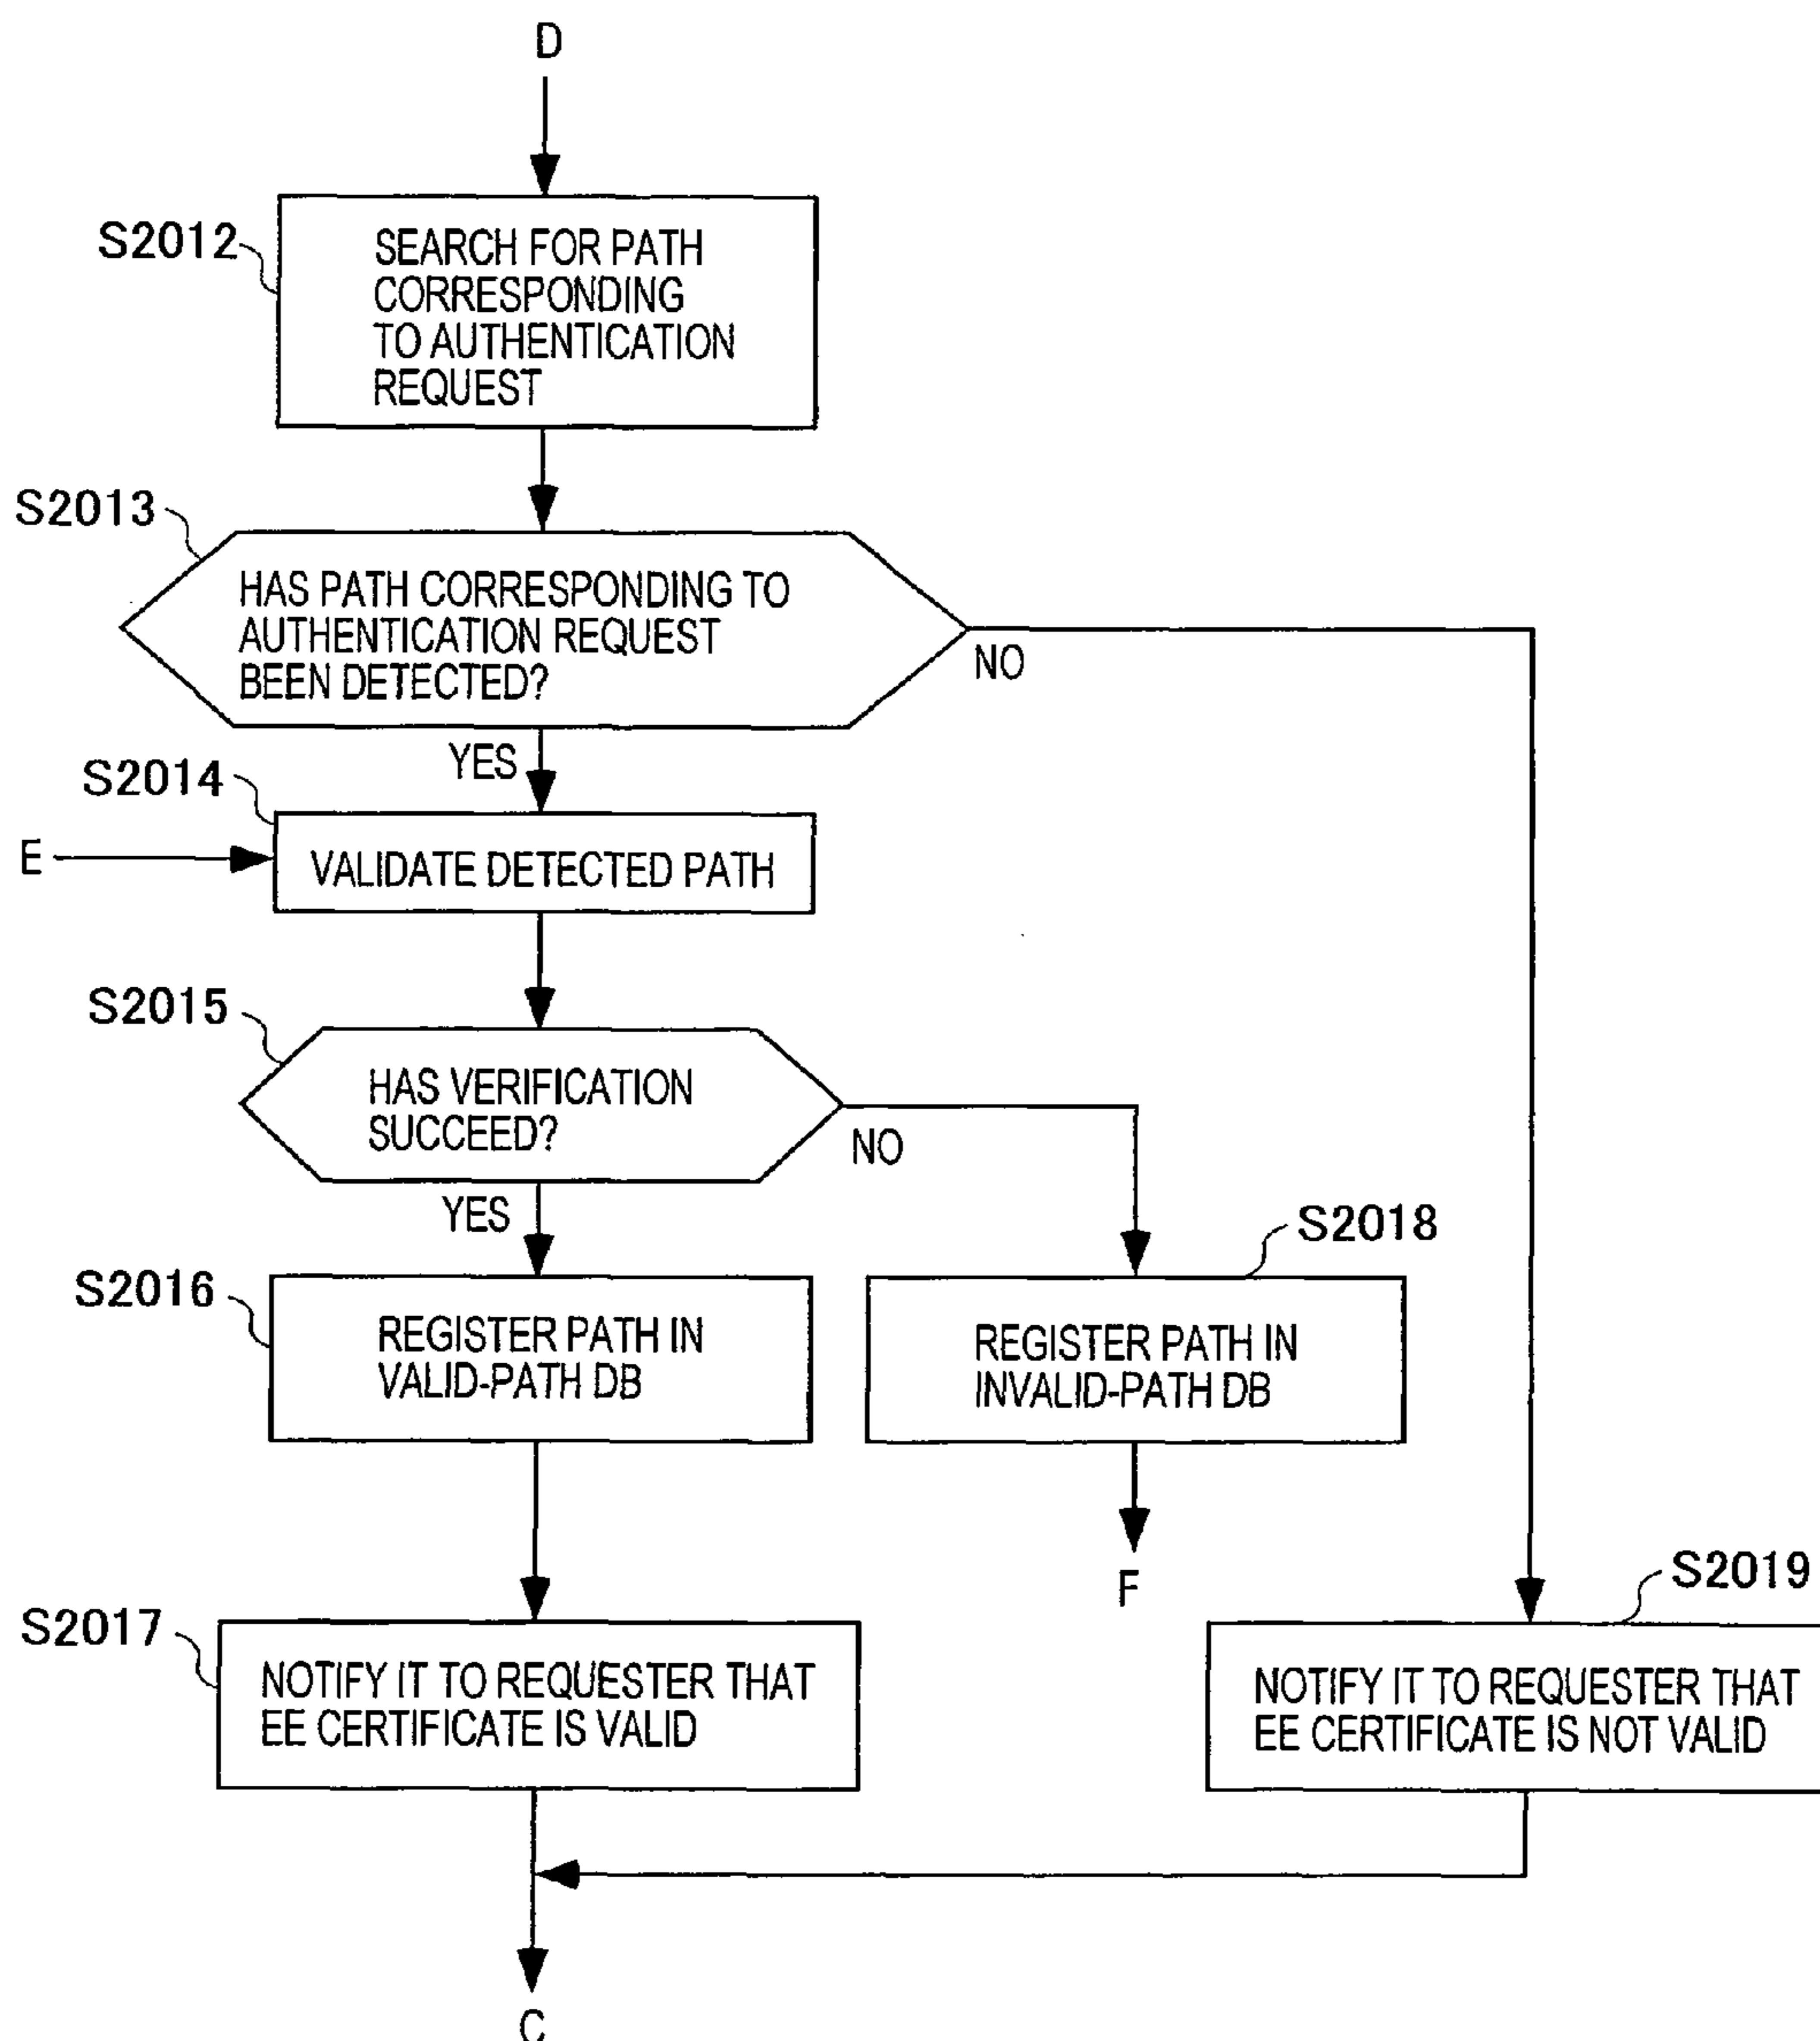 D
S2012
SEARCH FOR PATH
CORRESPONDING
TO AUTHENTICATION
REQUEST
S2013
HAS PATH CORRESPONDING TO
AUTHENTICATION REQUEST
BEEN DETECTED?
NO
YES
S2014
E
VALIDATE DETECTED PATH
S2015
HAS VERIFICATION
SUCCEED?
NO
YES
S2018
S2016
REGISTER PATH IN
VALID-PATH DB
REGISTER PATH IN
INVALID-PATH DB
F
S2019
S2017
NOTIFY IT TO REQUESTER THAT
EE CERTIFICATE IS VALID
NOTIFY IT TO REQUESTER THAT
EE CERTIFICATE IS NOT VALID
C